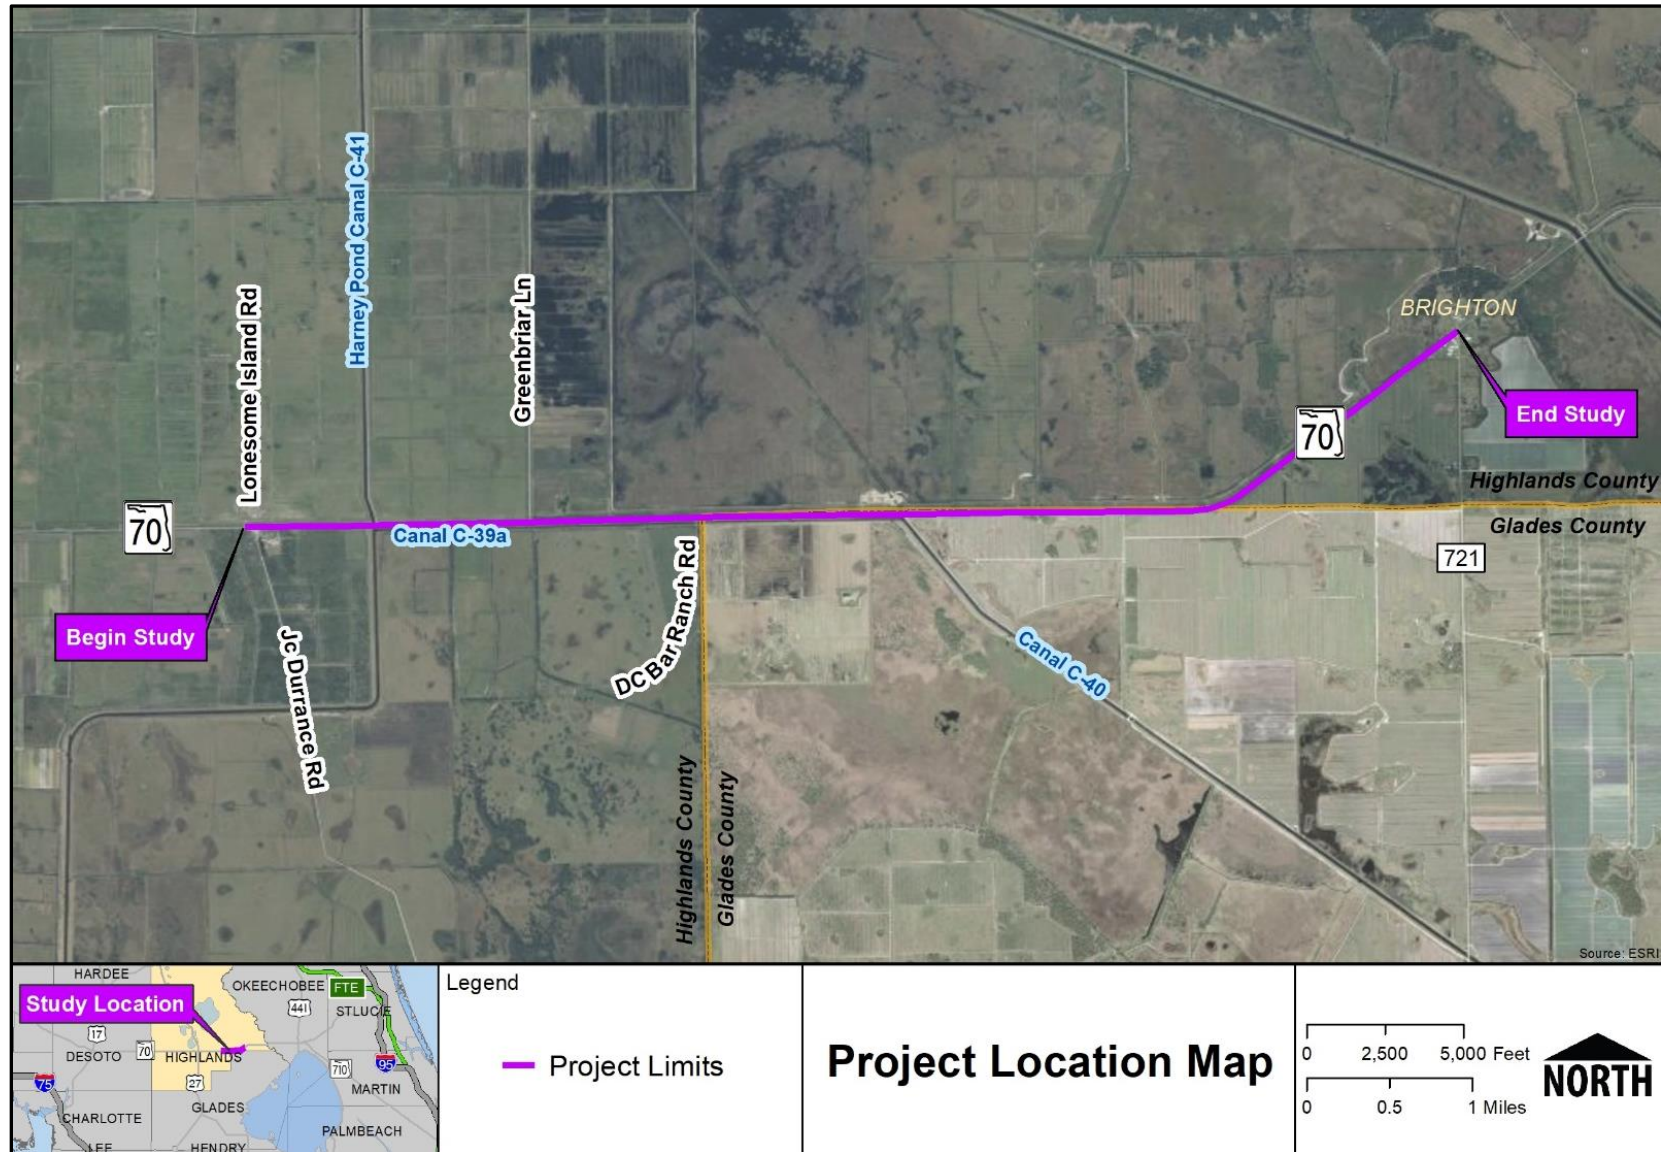 Harney Pond Canal C-41
Lonesome Island Rd
Greenbriar Ln
BRIGHTON
End Study
70
70
Canal C-39a
Highlands County
Glades County
721
Begin Study
Jc Durrance Rd
DC Bar Ranch Rd
Canal C-40
Highlands County
Glades County
Source: ESRI
HARDEE
OKEECHOBEE
FTE
Study Location
441
STLUCIE
17
DESOTO
70
HIGHLANDS
95
710
75
27
MARTIN
GLADES
CHARLOTTE
PALMBEACH
LEE
HENDRY
Legend
Project Limits
Project Location Map
0 2,500 5,000 Feet
0 0.5 1 Miles
NORTH